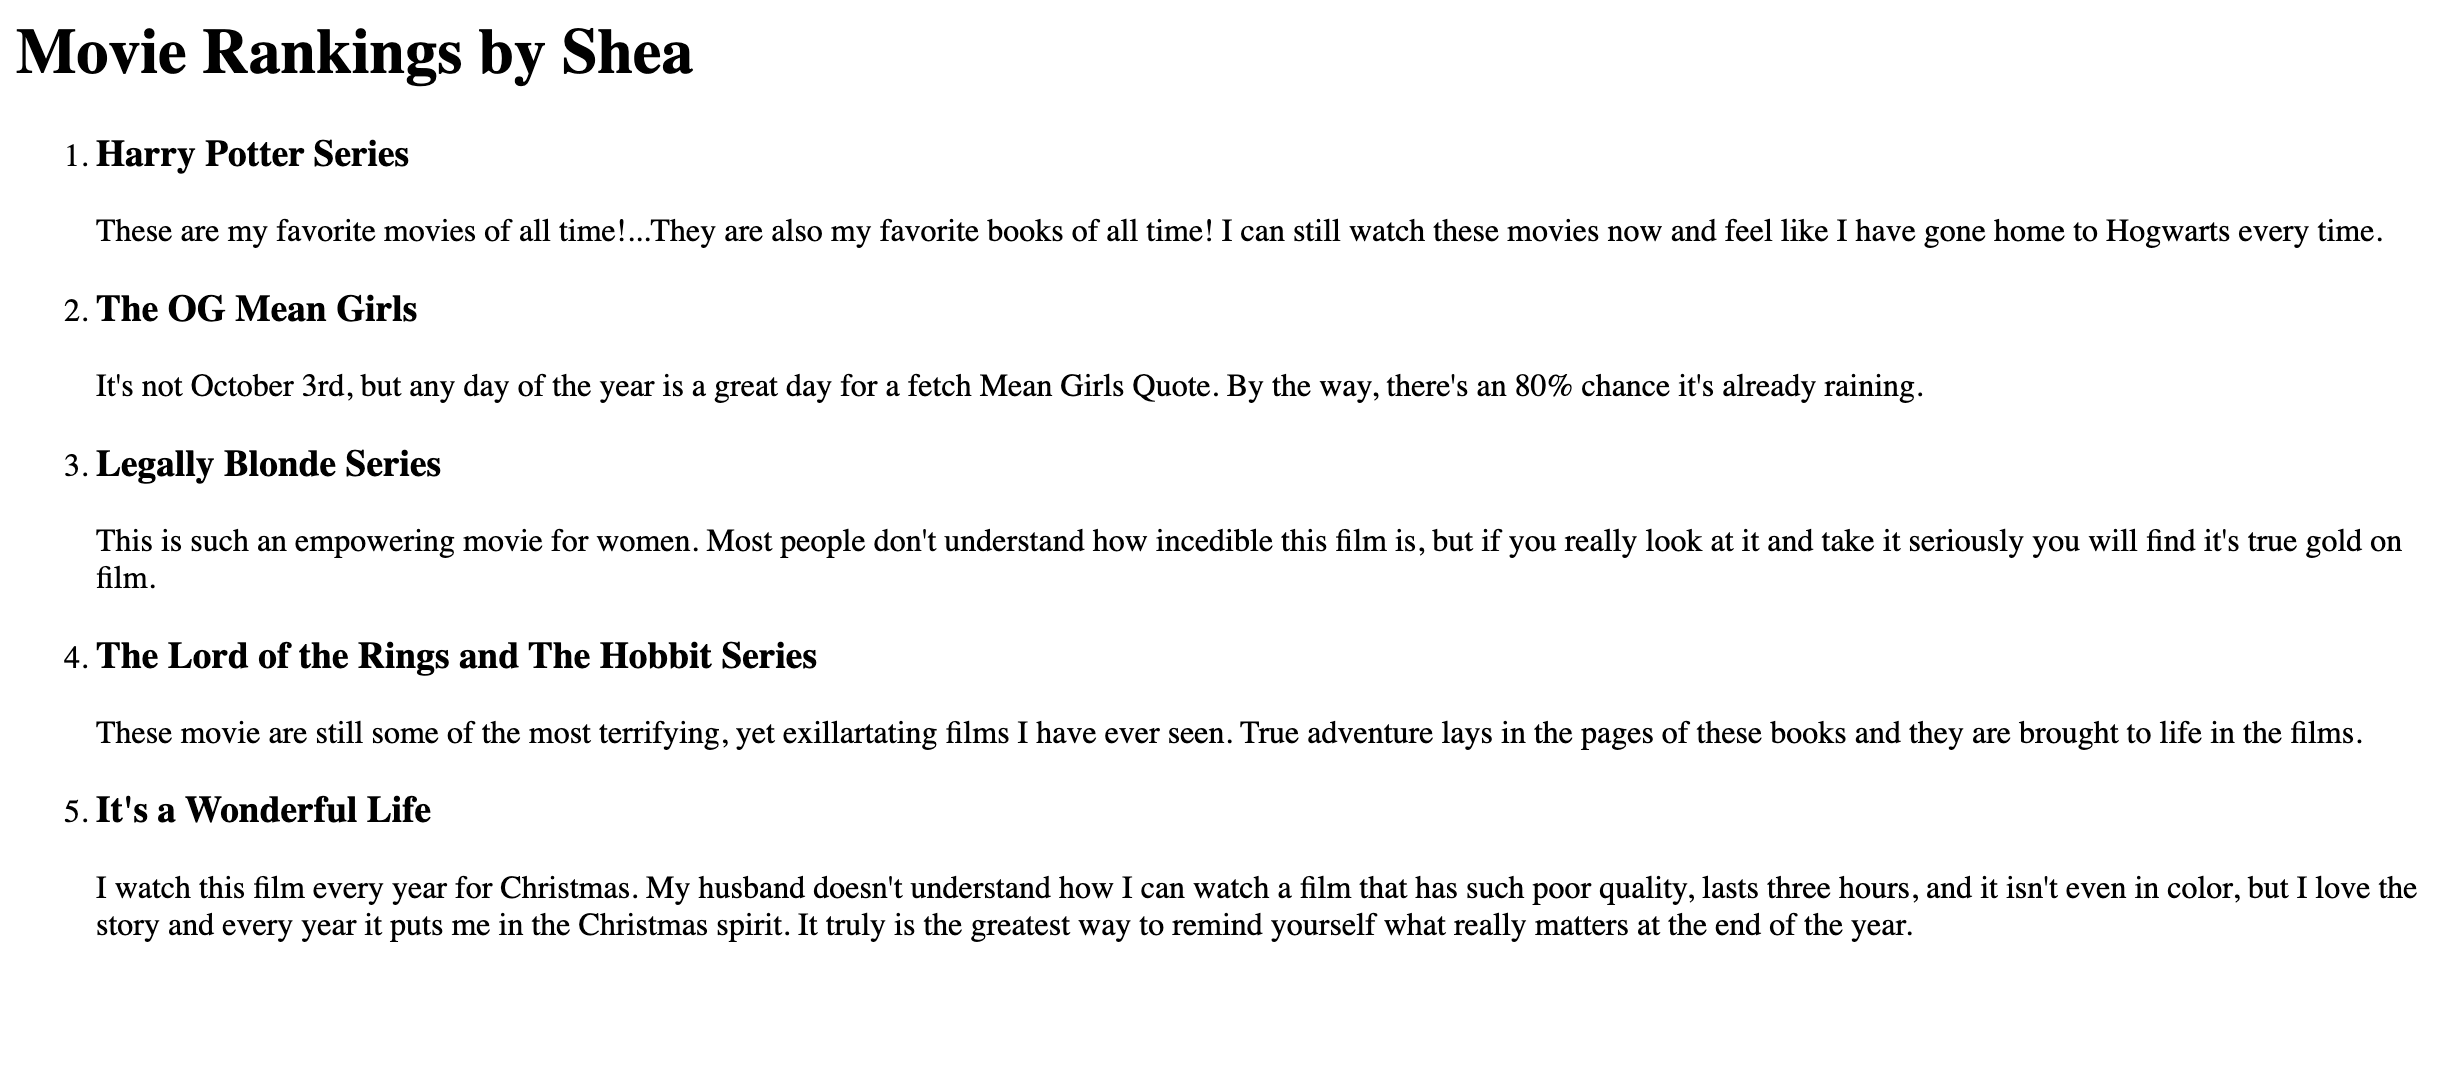 Movie Rankings by Shea
1. Harry Potter Series
These are my favorite movies of all time!...They are also my favorite books of all time! I can still watch these movies now and feel like I have gone home to Hogwarts every time.
2. The OG Mean Girls
It's not October 3rd, but any day of the year is a great day for a fetch Mean Girls Quote. By the way, there's an 80% chance it's already raining.
3. Legally Blonde Series
This is such an empowering movie for women. Most people don't understand how incedible this film is, but if you really look at it and take it seriously you will find it's true gold on
film.
4. The Lord of the Rings and The Hobbit Series
These movie are still some of the most terrifying, yet exillartating films I have ever seen. True adventure lays in the pages of these books and they are brought to life in the films.
5. It's a Wonderful Life
I watch this film every year for Christmas. My husband doesn't understand how I can watch a film that has such poor quality, lasts three hours, and it isn't even in color, but I love the
story and every year it puts me in the Christmas spirit. It truly is the greatest way to remind yourself what really matters at the end of the year.